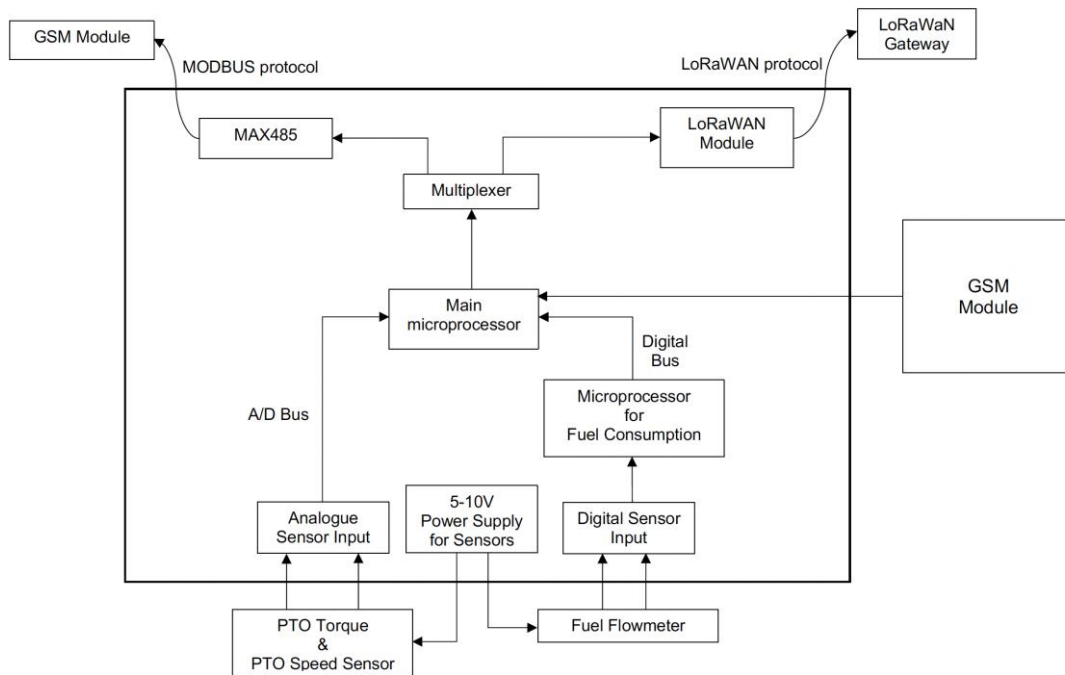 GSM Module
LoRaWaN
Gateway
MODBUS protocol
LoRaWAN protocol
MAX485
LoRaWAN
Module
Multiplexer
GSM
Module
Main
microprocessor
Digital
Bus
A/D Bus
Microprocessor
for
Fuel Consumption
5-10V
Power Supply
for Sensors
Analogue
Sensor Input
Digital Sensor
Input
PTO Torque
&
PTO Speed Sensor
Fuel Flowmeter